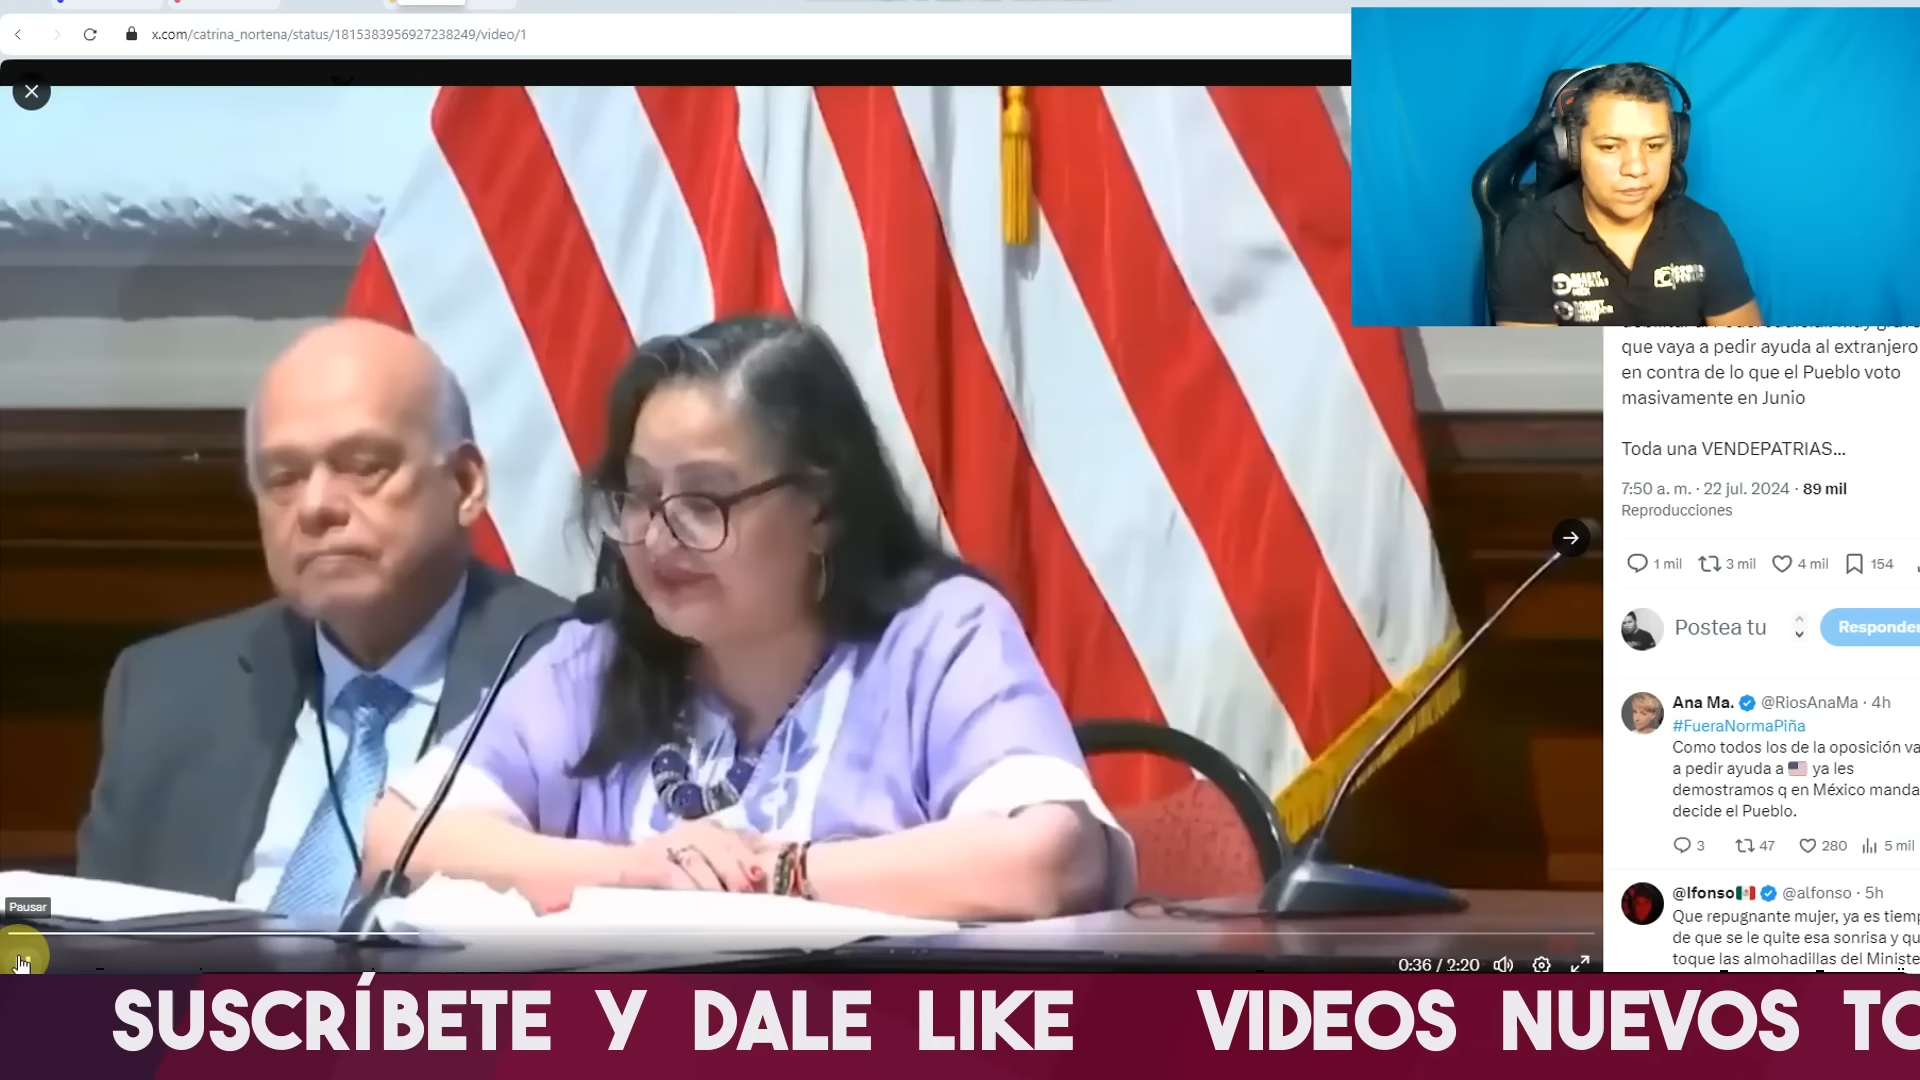 x.com/catrina_nortena/status/1815383956927238249/video/1
que vaya a pedir ayuda al extranjero
en contra de lo que el Pueblo voto
masivamente en Junio
Toda una VENDEPATRIAS...
7:50 a. m. · 22 jul. 2024 · 89 mil
Reproducciones
1 mil 3 mil 4 mil 154
Postea tu
Responder
Ana Ma. @RiosAnaMa · 4h
#FueraNormaPiña
Como todos los de la oposición va
a pedir ayuda a ya les
demostramos q en México manda
decide el Pueblo.
3 47 280 5 mil
@lfonso @alfonso · 5h
Que repugnante mujer, ya es tiemp
de que se le quite esa sonrisa y qu
toque las almohadillas del Ministe
Pausar
0:36 / 2:20
SUSCRÍBETE Y DALE LIKE VIDEOS NUEVOS TO